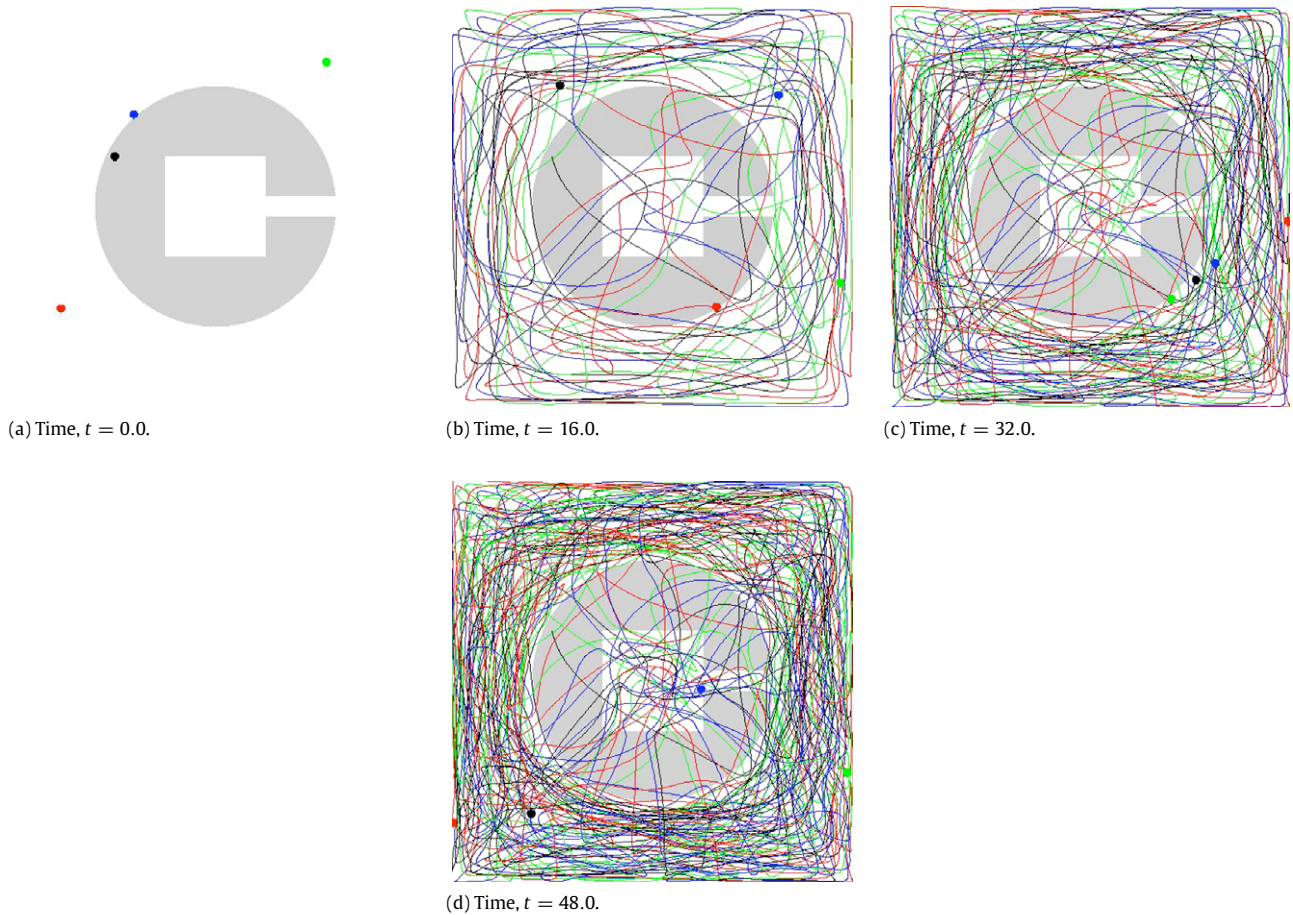 (a) Time, t = 0.0.
(b) Time, t = 16.0.
(c) Time, t = 32.0.
(d) Time, t = 48.0.